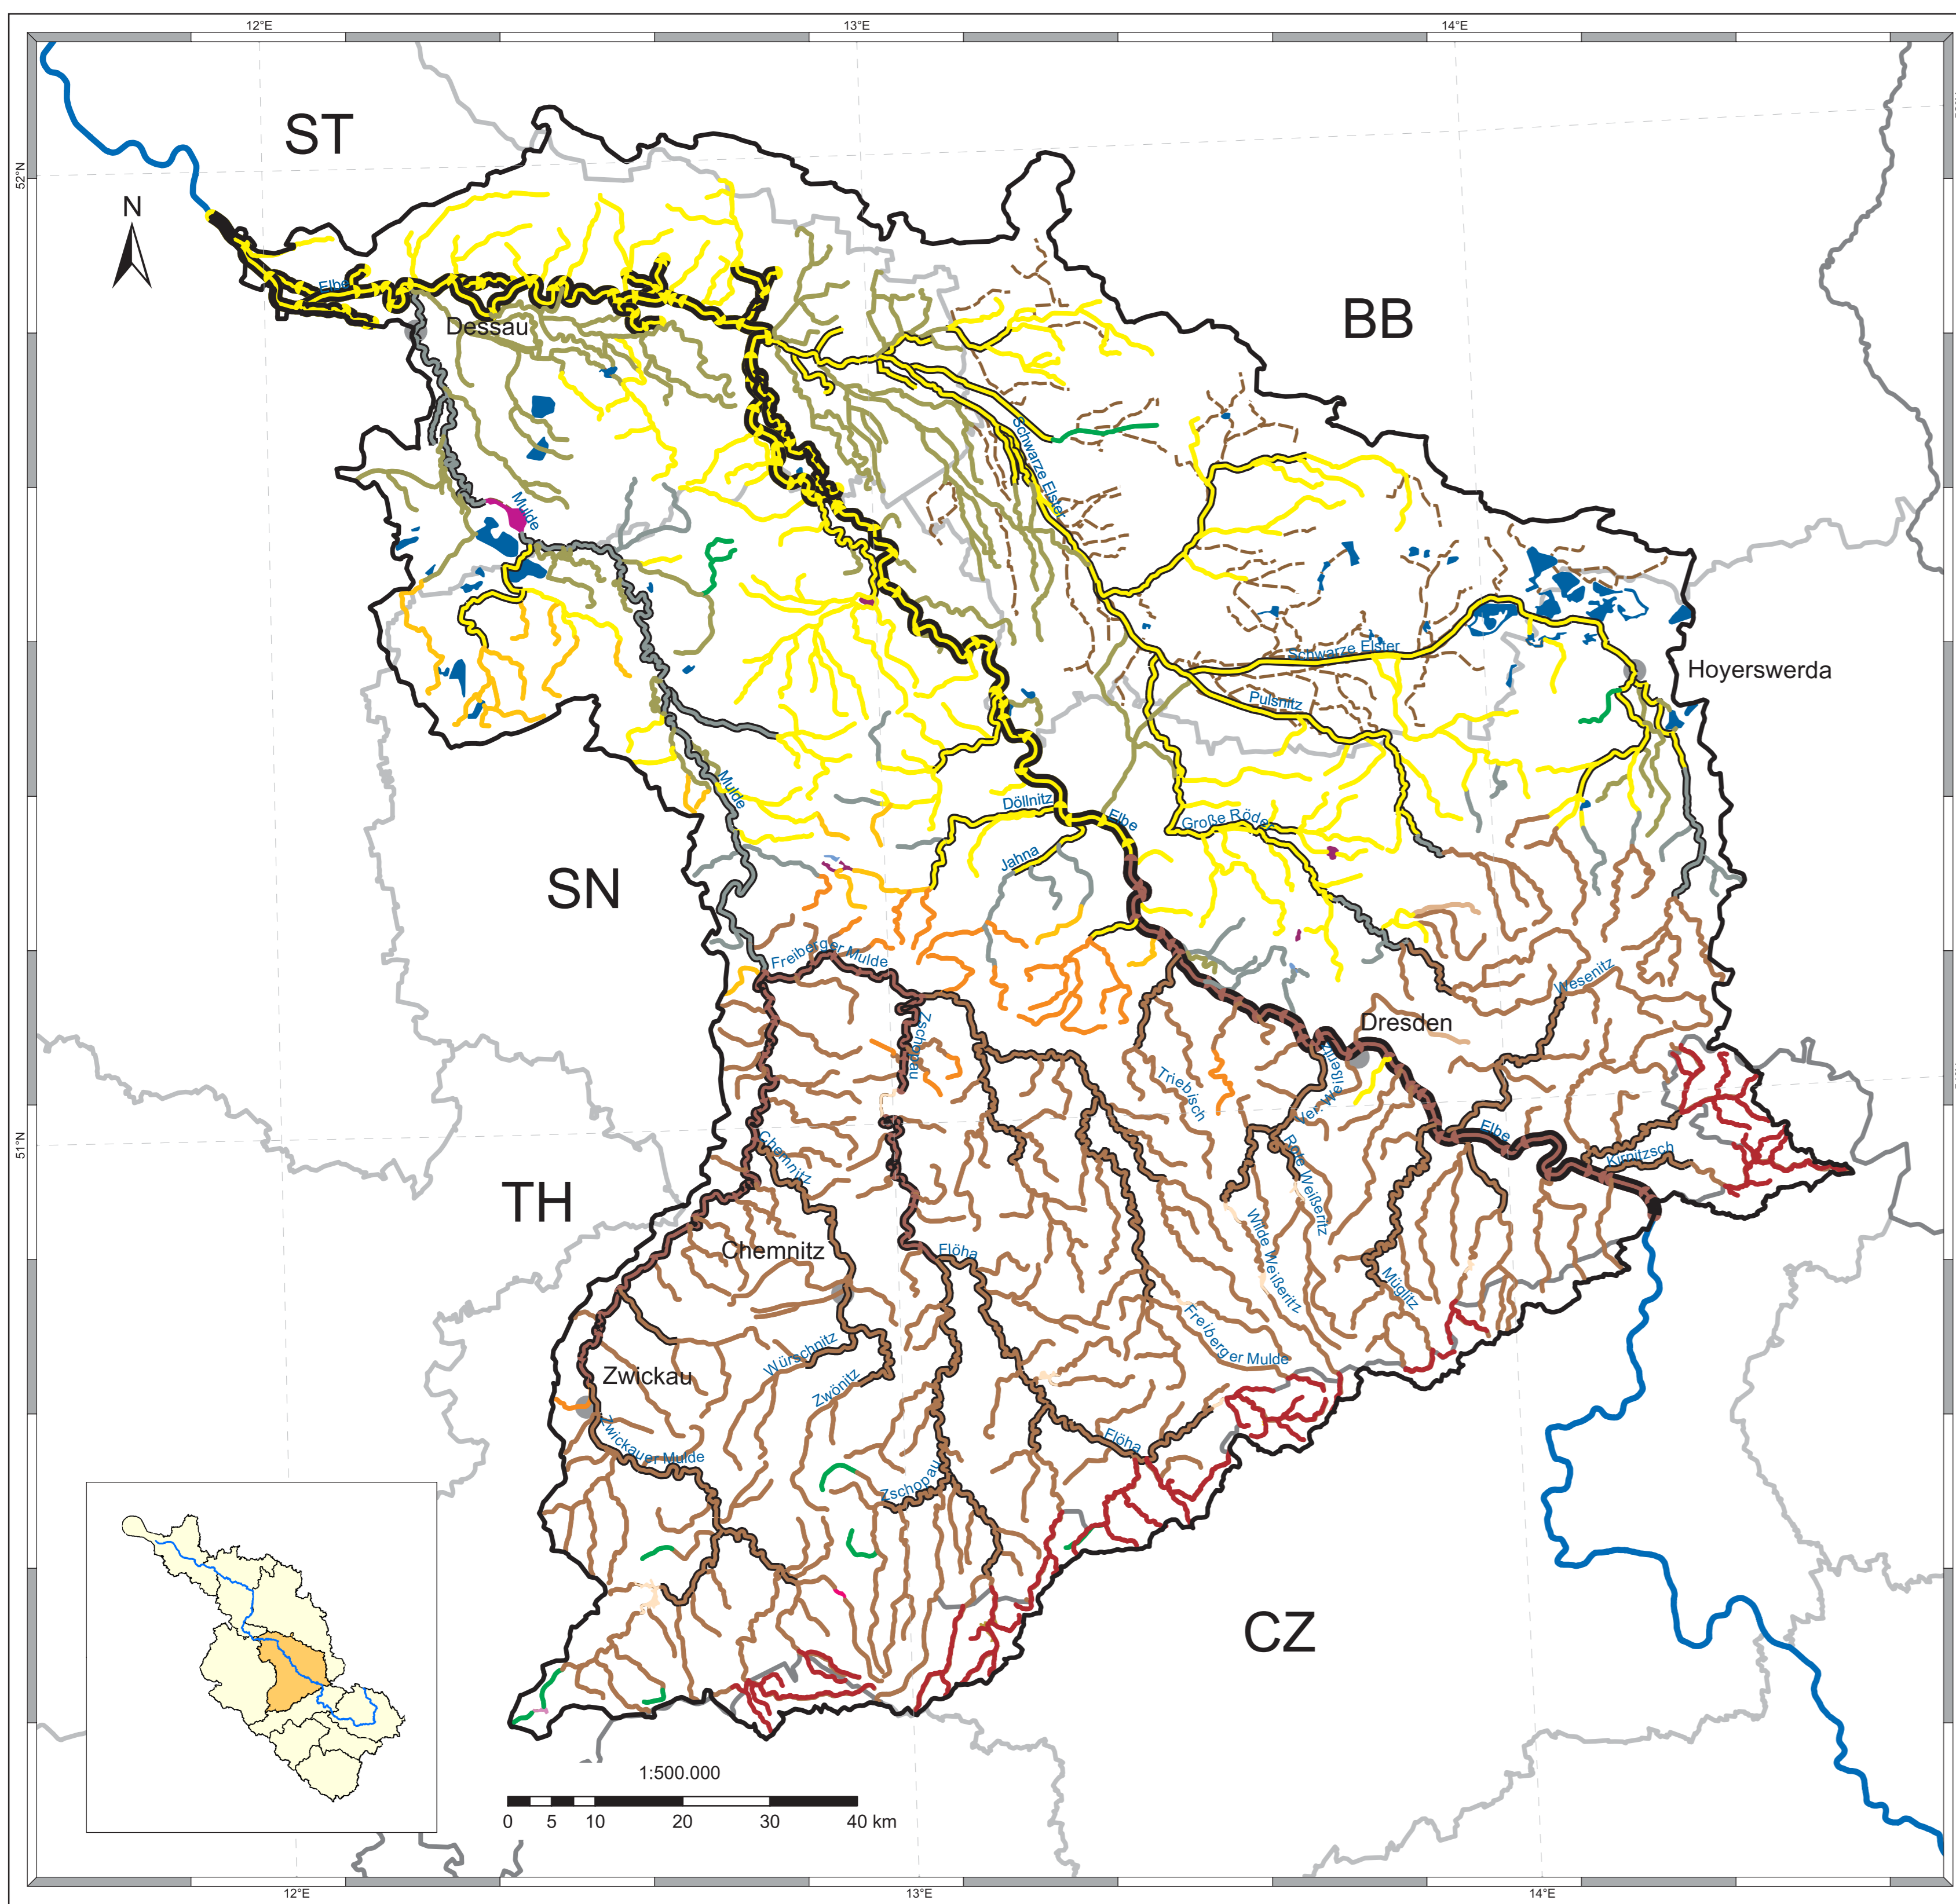 12°E
13°E
14°E
52°N
ST
N
BB
Elbe
Dessau
Schwarze Elster
Mulde
Schwarze Elster
Hoyerswerda
Pulsnitz
Mulde
Döllnitz
Elbe
Große Röder
Jahna
SN
Freiberger Mulde
Wesenitz
Zschopau
Dresden
Triebisch
Ver. Weißeritz
51°N
Chemnitz
Elbe
Kirnitzsch
Rote Weißeritz
TH
Wilde Weißeritz
Chemnitz
Flöha
Müglitz
Freiberger Mulde
Würschnitz
Zwickau
Zwönitz
Zwickauer Mulde
Flöha
Zschopau
CZ
1:500.000
0 5 10 20 30 40 km
12°E
13°E
14°E